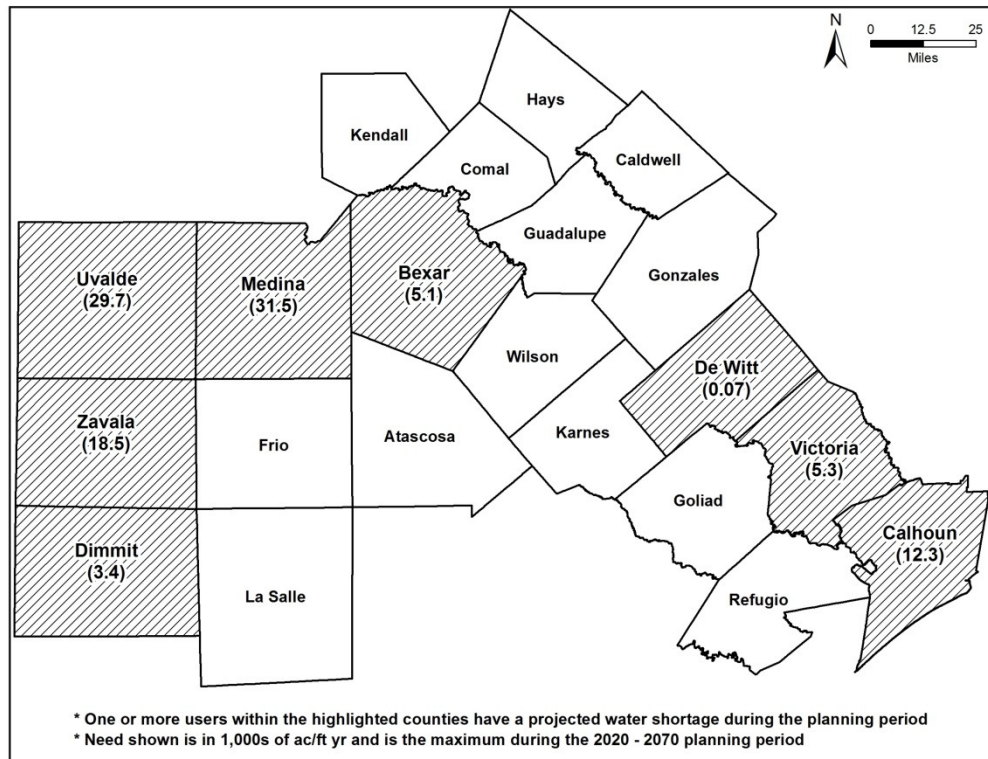 N
0 12.5 25
Miles
Hays
Kendall
Caldwell
Comal
Guadalupe
Uvalde
(29.7)
Medina
(31.5)
Bexar
(5.1)
Gonzales
Wilson
De Witt
(0.07)
Zavala
(18.5)
Frio
Atascosa
Karnes
Victoria
(5.3)
Goliad
Calhoun
(12.3)
Dimmit
(3.4)
La Salle
Refugio
* One or more users within the highlighted counties have a projected water shortage during the planning period
* Need shown is in 1,000s of ac/ft yr and is the maximum during the 2020 - 2070 planning period